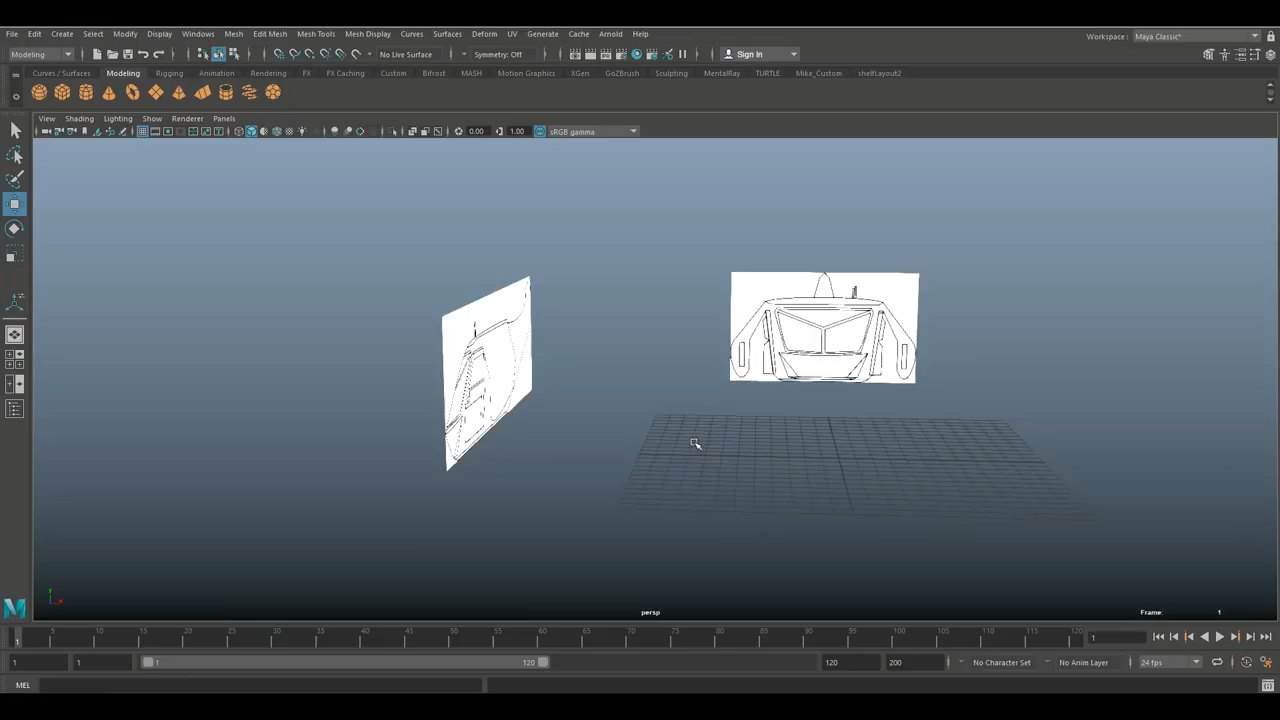 File Edit Create Select Modify Display Windows Mesh Edit Mesh Mesh Tools Mesh Display Curves Surfaces Deform UV Generate Cache Arnold Help
Workspace : Maya Classic*
Modeling
No Live Surface
Symmetry: Off
Sign In
Curves / Surfaces Modeling Rigging Animation Rendering FX FX Caching Custom Bifrost MASH Motion Graphics XGen GoZBrush Sculpting MentalRay TURTLE Mike_Custom shelfLayout2
View Shading Lighting Show Renderer Panels
0.00 1.00 sRGB gamma
persp
Frame: 1
1 5 10 15 20 25 30 35 40 45 50 55 60 65 70 75 80 85 90 95 100 105 110 115 120 1
1 1 1 120 120 200 No Character Set No Anim Layer 24 fps
MEL